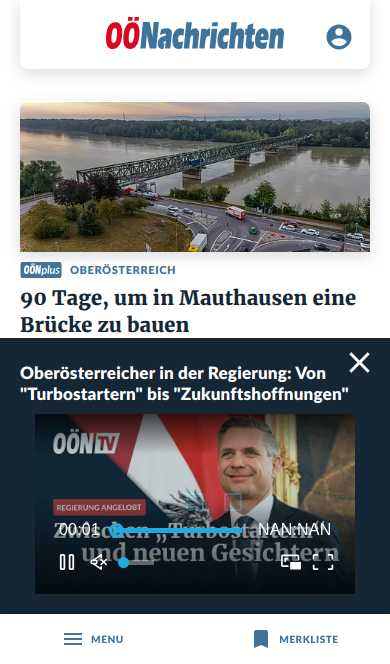 OÖNachrichten
OÖNplus OBERÖSTERREICH
90 Tage, um in Mauthausen eine
Brücke zu bauen
Oberösterreicher in der Regierung: Von
"Turbostartern" bis "Zukunftshoffnungen"
OÖN TV
REGIERUNG ANGELOBT
Zwischen „Turbostartern“
und neuen Gesichtern
00:01
NAN:NAN
MENU
MERKLISTE